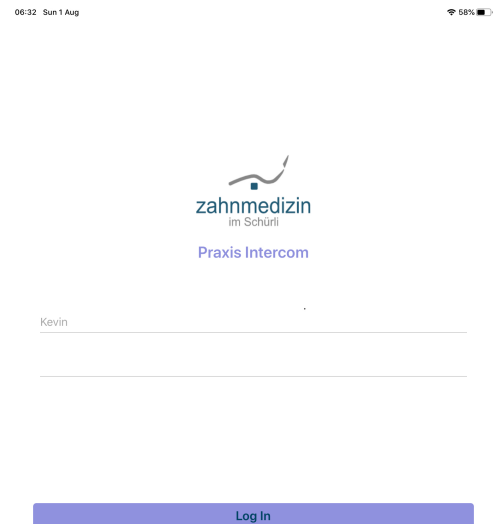 06:32 Sun 1 Aug
58%
zahnmedizin
im Schürli
Praxis Intercom
Kevin
Log In